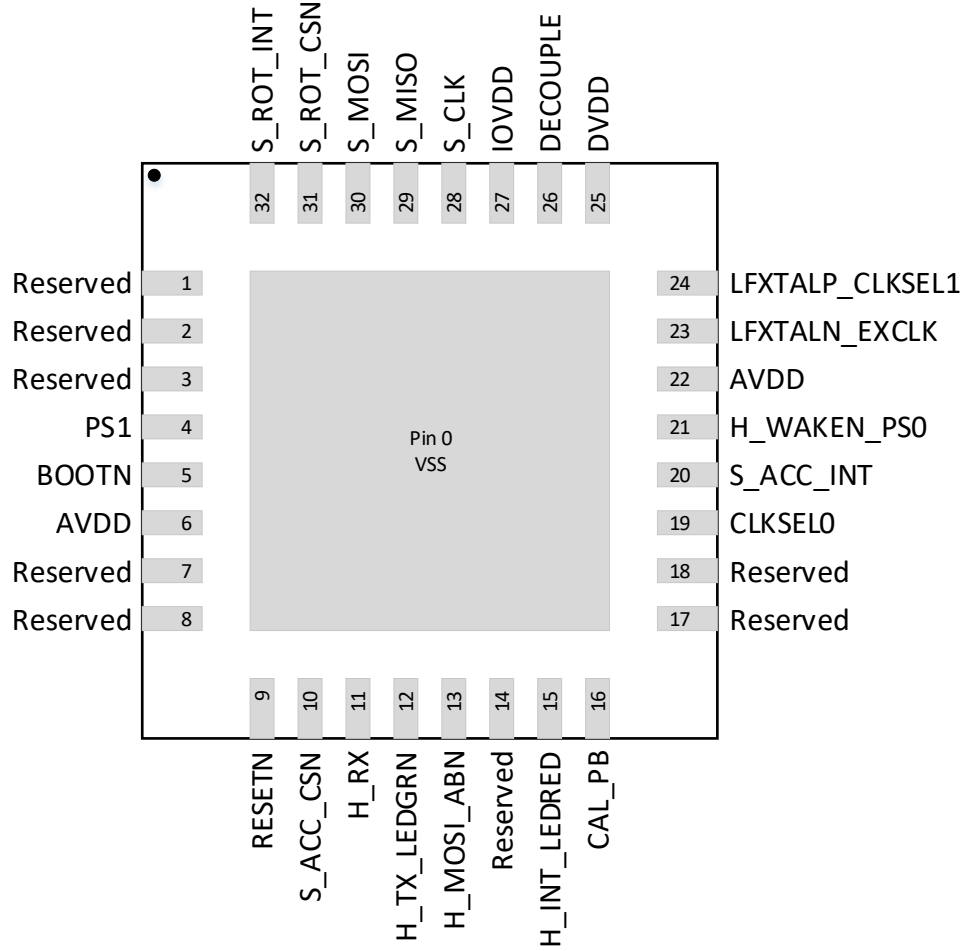 S_ROT_INT
S_ROT_CSN
S_MOSI
S_MISO
S_CLK
IOVDD
DECOUPLE
DVDD
32
31
30
29
28
27
26
25
Reserved 1
Reserved 2
Reserved 3
PS1 4
BOOTN 5
AVDD 6
Reserved 7
Reserved 8
Pin 0
VSS
24 LFXTALP_CLKSEL1
23 LFXTALN_EXCLK
22 AVDD
21 H_WAKEN_PS0
20 S_ACC_INT
19 CLKSEL0
18 Reserved
17 Reserved
9
10
11
12
13
14
15
16
RESETN
S_ACC_CSN
H_RX
H_TX_LEDGRN
H_MOSI_ABN
Reserved
H_INT_LEDRED
CAL_PB